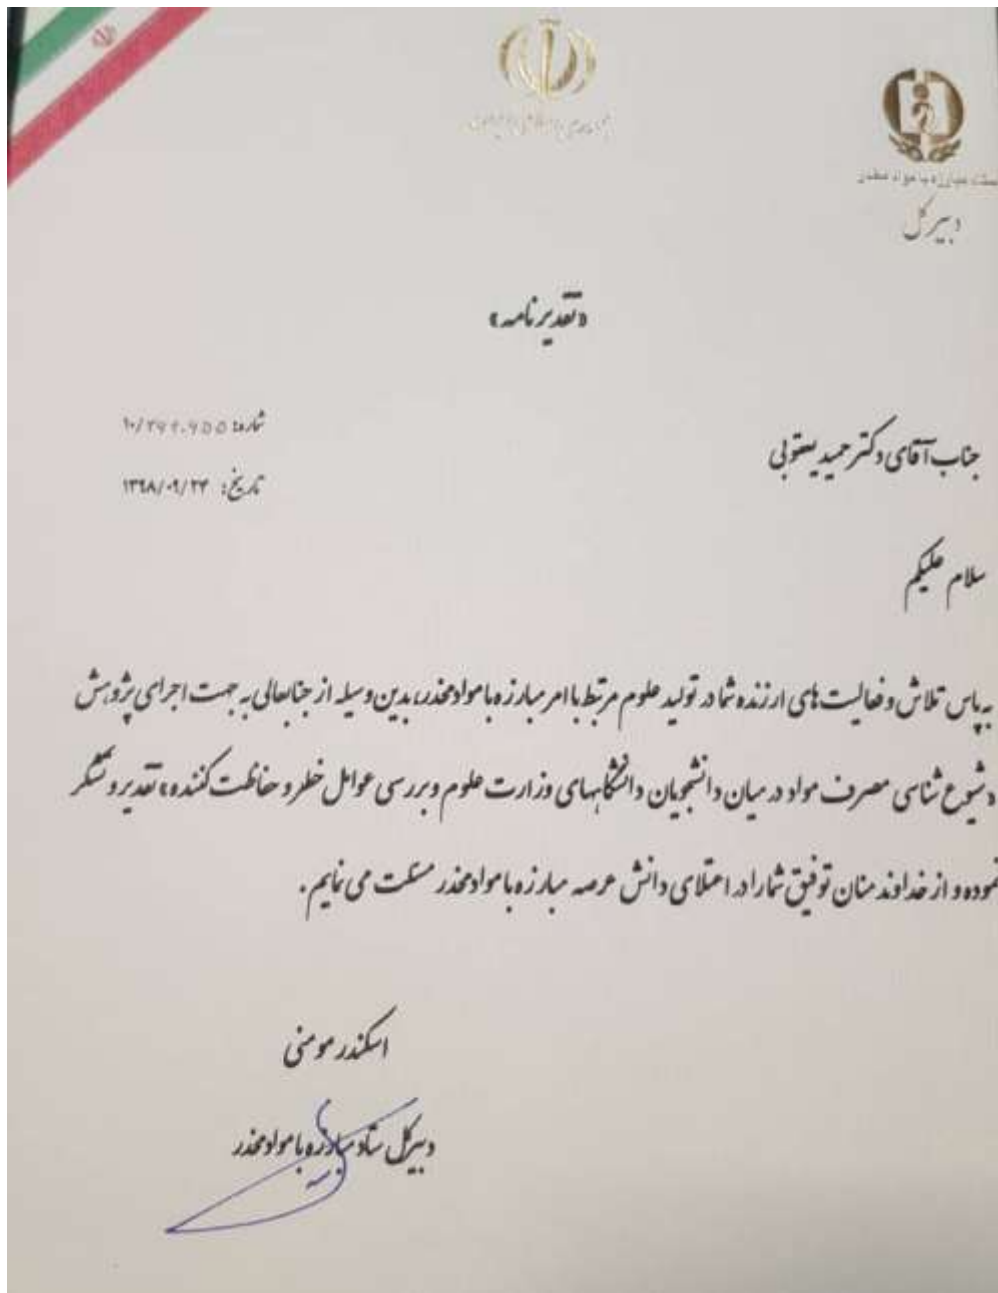 ستاد مبارزه با مواد مخدر
دبیرکل
«تقدیرنامه»
شماره:
تاریخ: ۱۳۹۸/۰۹/۲۴
جناب آقای دکتر حمید یعقوبی
سلام علیکم
به پاس تلاش و فعالیت های ارزنده شما در تولید علوم مرتبط با امر مبارزه با مواد مخدر، بدین وسیله از جنابعالی به جهت اجرای پژوهش
«شیوع شناسی مصرف مواد در میان دانشجویان دانشگاههای وزارت علوم و بررسی عوامل خطر و حفاظت کننده» تقدیر و تشکر
نموده و از خداوند منان توفیق شما را در اعتلای دانش عرصه مبارزه با مواد مخدر مسئلت می نمایم.
اسکندر مومنی
دبیرکل ستاد مبارزه با مواد مخدر